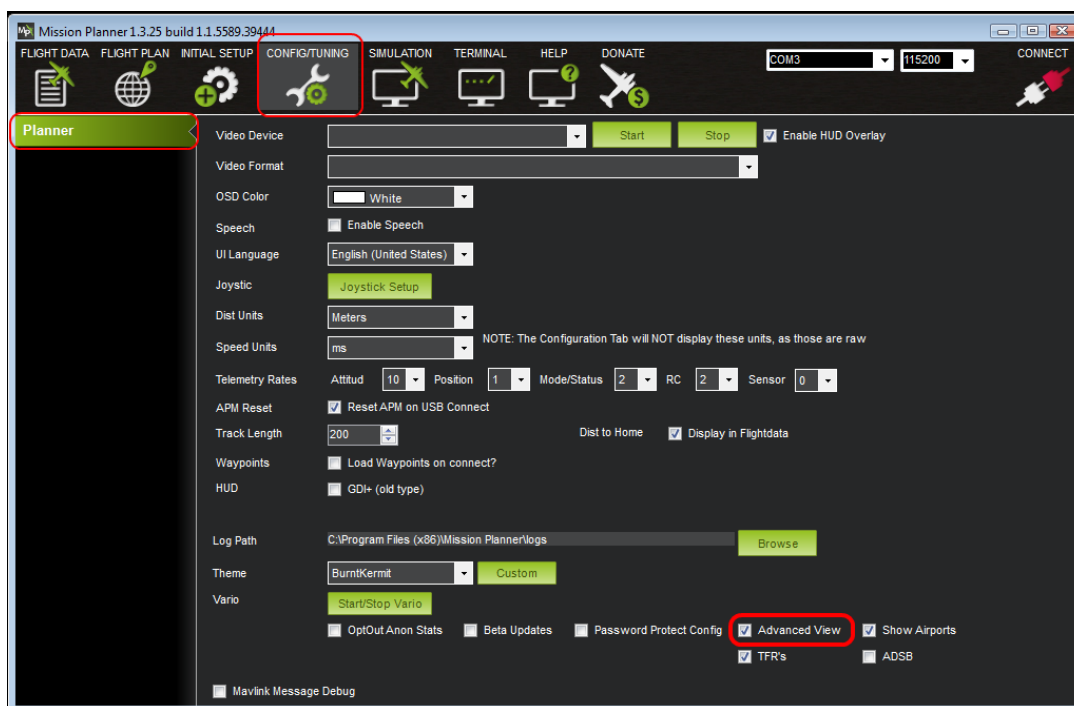 Mission Planner 1.3.25 build 1.1.5589.39444
FLIGHT DATA FLIGHT PLAN INITIAL SETUP CONFIG/TUNING SIMULATION TERMINAL HELP DONATE COM3 115200 CONNECT
Planner
Video Device Start Stop Enable HUD Overlay
Video Format
OSD Color White
Speech Enable Speech
UI Language English (United States)
Joystic Joystick Setup
Dist Units Meters
NOTE: The Configuration Tab will NOT display these units, as those are raw
Speed Units ms
Telemetry Rates Attitud 10 Position 1 Mode/Status 2 RC 2 Sensor 0
APM Reset Reset APM on USB Connect
Track Length 200 Dist to Home Display in Flightdata
Waypoints Load Waypoints on connect?
HUD GDI+ (old type)
Log Path C:\Program Files (x86)\Mission Planner\logs Browse
Theme BurntKermit Custom
Vario Start/Stop Vario
OptOut Anon Stats Beta Updates Password Protect Config Advanced View Show Airports
TFR's ADSB
Mavlink Message Debug